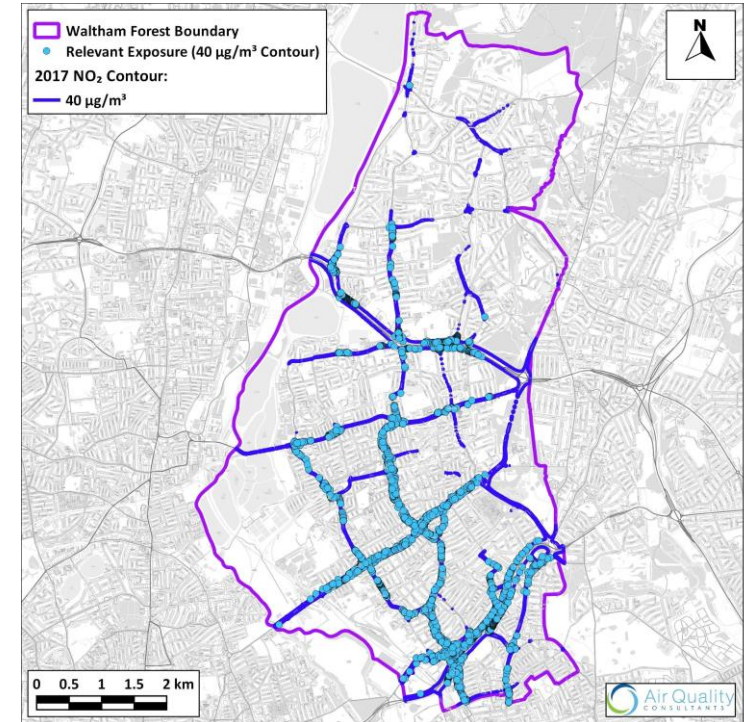 Waltham Forest Boundary
Relevant Exposure (40 µg/m³ Contour)
2017 NO₂ Contour:
40 µg/m³
N
0 0.5 1 1.5 2 km
Air Quality
CONSULTANTS